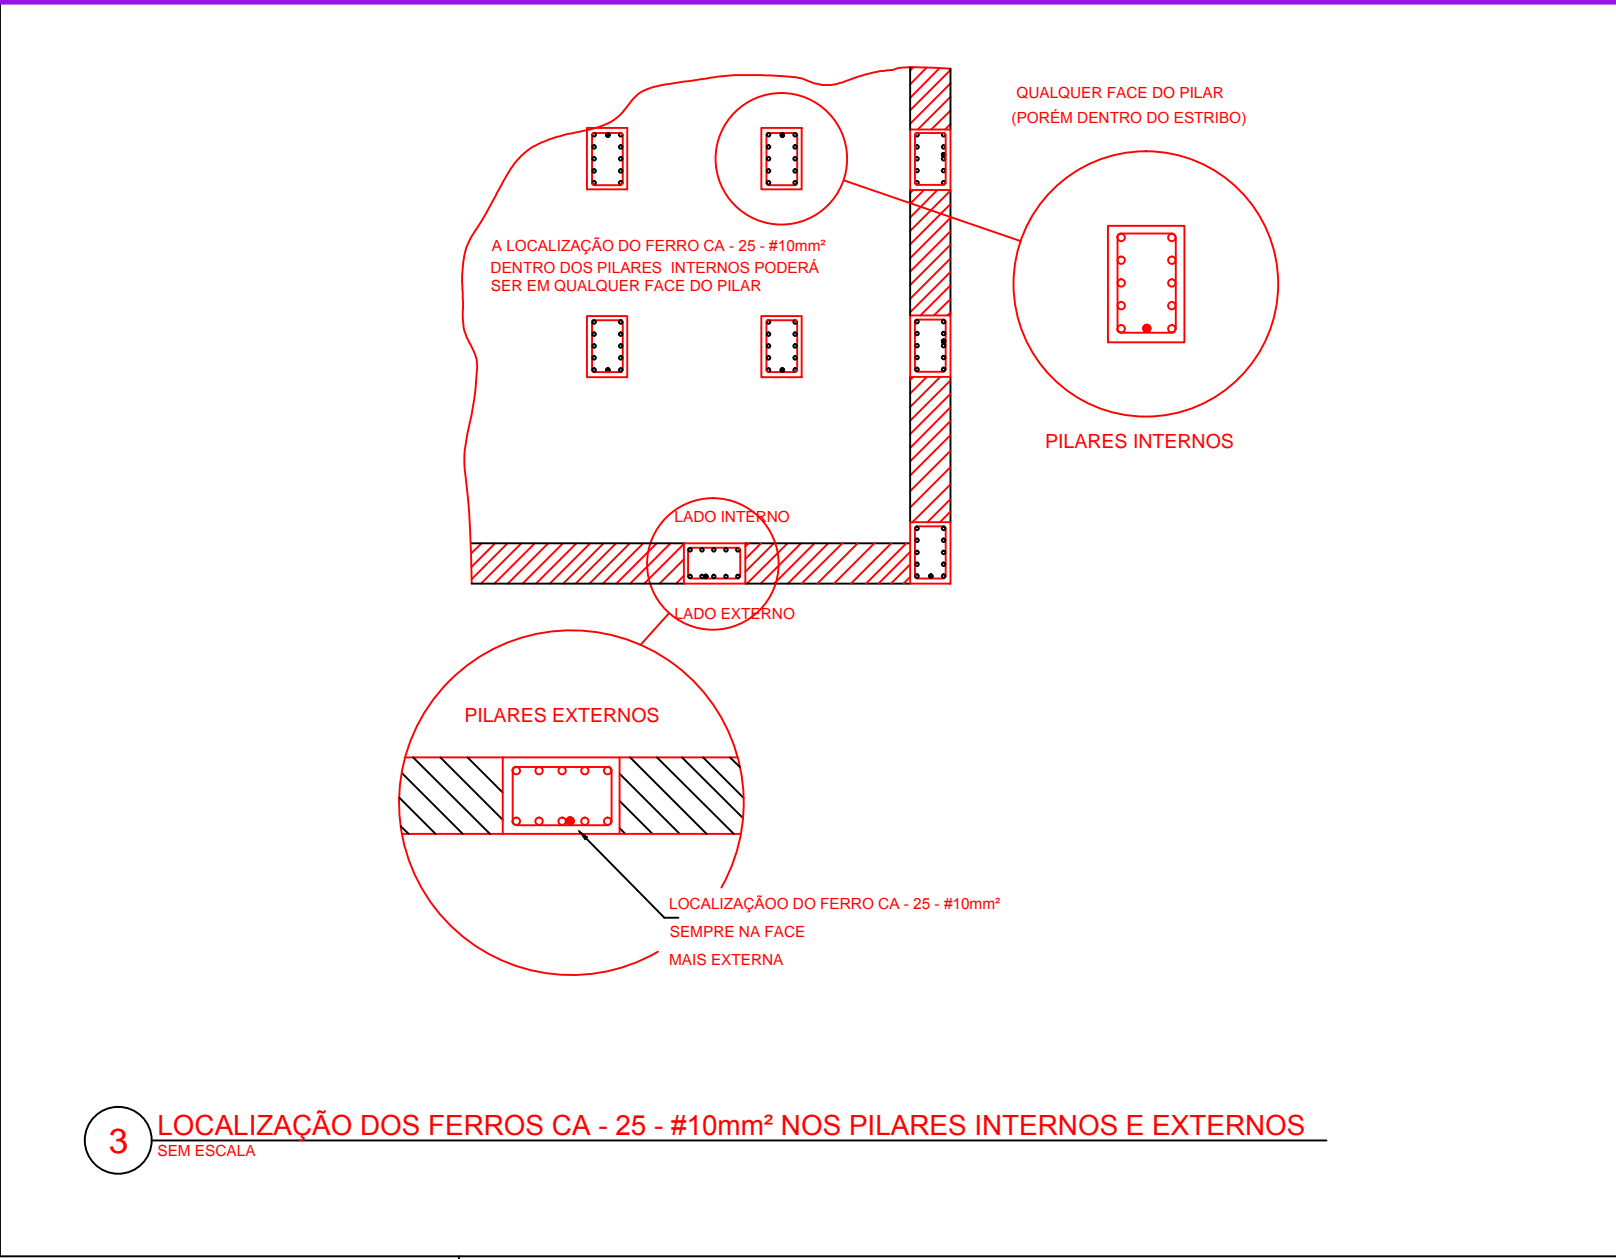 QUALQUER FACE DO PILAR
(PORÉM DENTRO DO ESTRIBO)
A LOCALIZAÇÃO DO FERRO CA - 25 - #10mm²
DENTRO DOS PILARES INTERNOS PODERÁ
SER EM QUALQUER FACE DO PILAR
PILARES INTERNOS
LADO INTERNO
LADO EXTERNO
PILARES EXTERNOS
LOCALIZAÇÃOO DO FERRO CA - 25 - #10mm²
SEMPRE NA FACE
MAIS EXTERNA
3 LOCALIZAÇÃO DOS FERROS CA - 25 - #10mm² NOS PILARES INTERNOS E EXTERNOS
SEM ESCALA